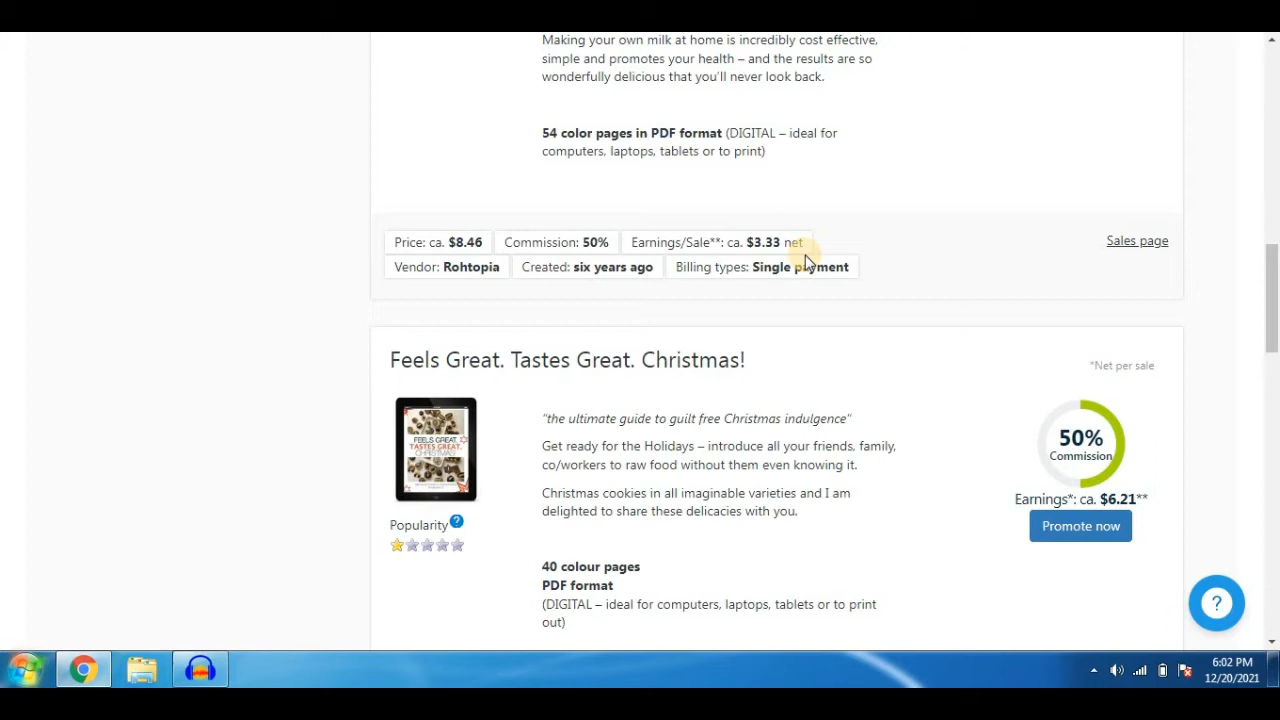 Making your own milk at home is incredibly cost effective,
simple and promotes your health – and the results are so
wonderfully delicious that you'll never look back.
54 color pages in PDF format (DIGITAL – ideal for
computers, laptops, tablets or to print)
Price: ca. $8.46 Commission: 50% Earnings/Sale**: ca. $3.33 net
Sales page
Vendor: Rohtopia Created: six years ago Billing types: Single payment
Feels Great. Tastes Great. Christmas!
*Net per sale
FEELS GREAT.
TASTES GREAT.
CHRISTMAS!
"the ultimate guide to guilt free Christmas indulgence"
Get ready for the Holidays – introduce all your friends, family,
co/workers to raw food without them even knowing it.
Christmas cookies in all imaginable varieties and I am
delighted to share these delicacies with you.
50%
Commission
Earnings*: ca. $6.21**
Promote now
Popularity ?
40 colour pages
PDF format
(DIGITAL – ideal for computers, laptops, tablets or to print
out)
?
6:02 PM
12/20/2021